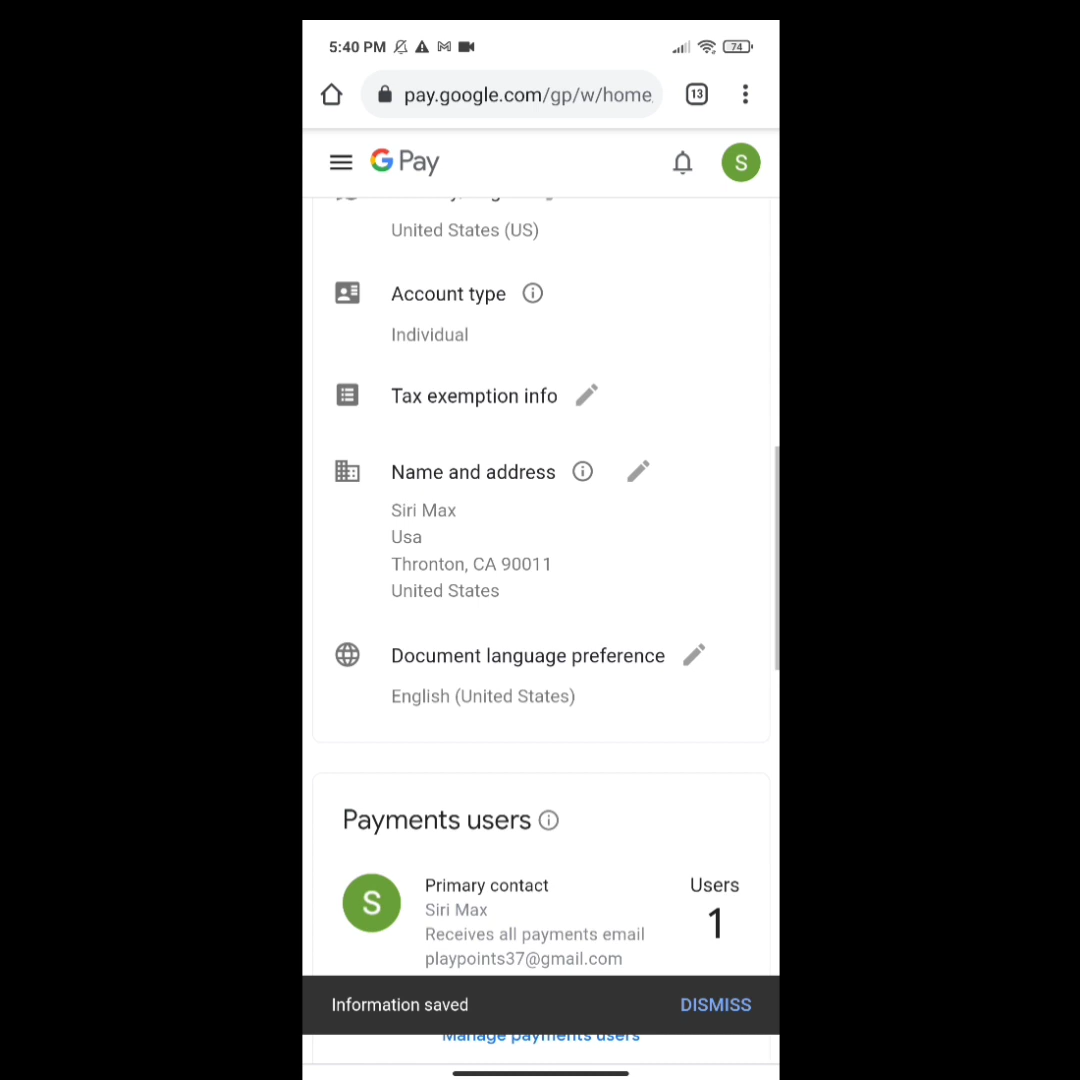 5:40 PM 74
pay.google.com/gp/w/home 13
G Pay S
United States (US)
Account type
Individual
Tax exemption info
Name and address
Siri Max
Usa
Thronton, CA 90011
United States
Document language preference
English (United States)
Payments users
S
Primary contact
Users
Siri Max
1
Receives all payments email
playpoints37@gmail.com
Information saved DISMISS
Manage payments users